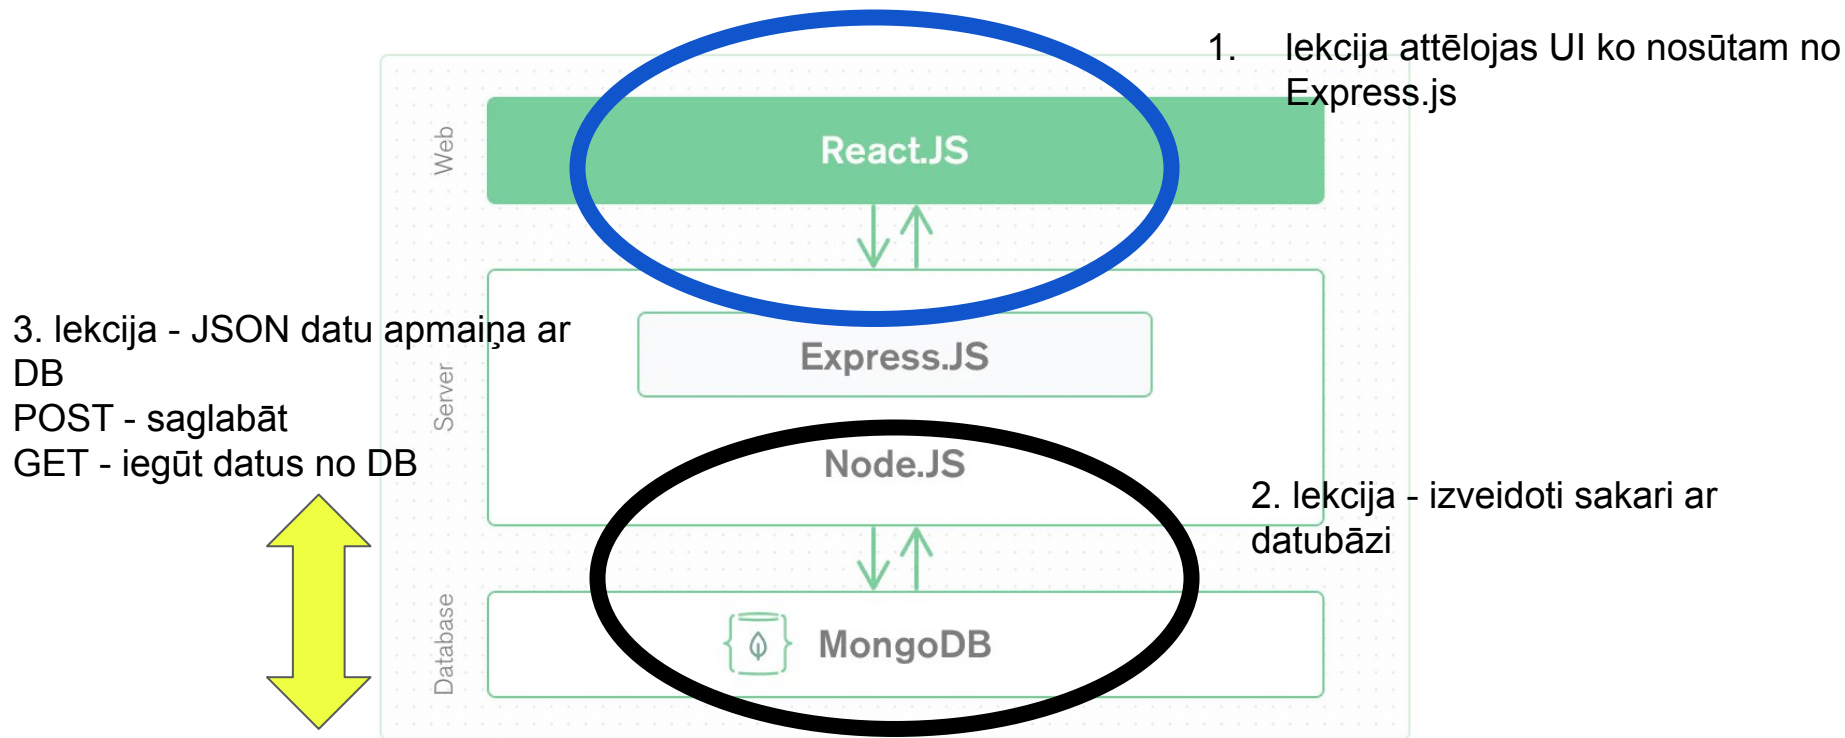 1. lekcija attēlojas UI ko nosūtam no
Express.js
Web
React.JS
3. lekcija - JSON datu apmaiņa ar
DB
POST - saglabāt
GET - iegūt datus no DB
Server
Express.JS
Node.JS
2. lekcija - izveidoti sakari ar
datubāzi
Database
MongoDB